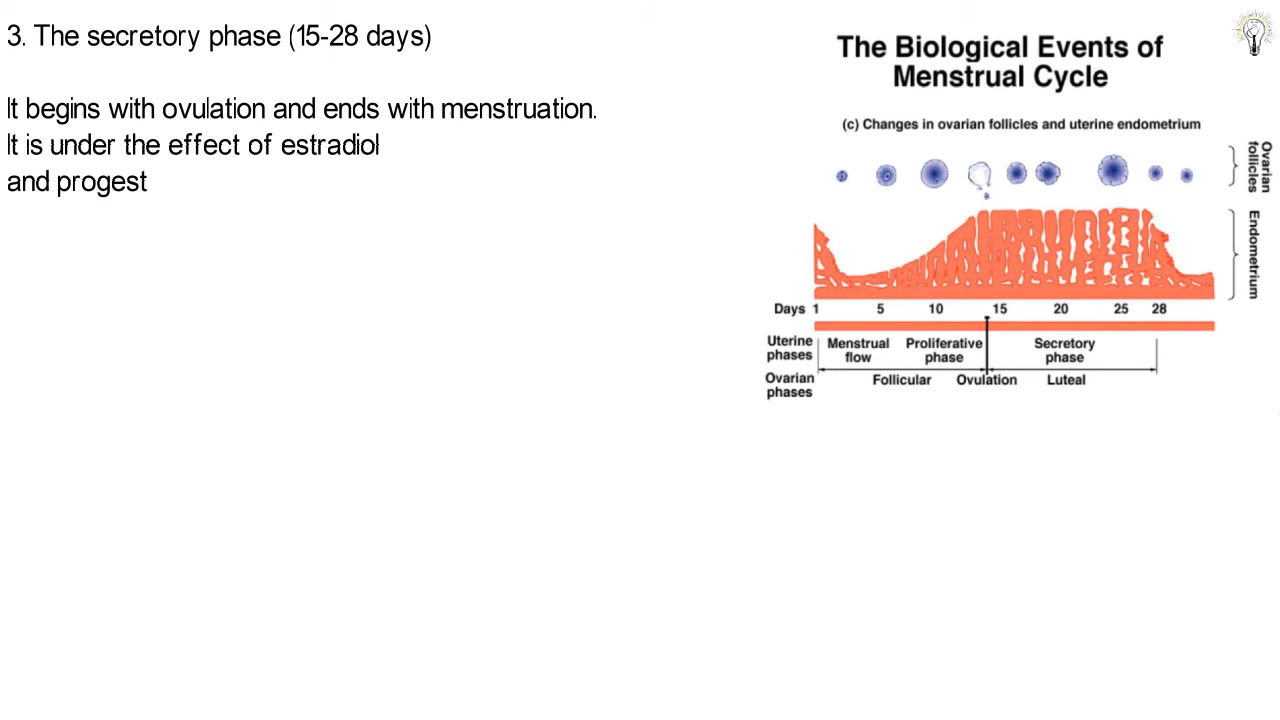 3. The secretory phase (15-28 days)
It begins with ovulation and ends with menstruation.
It is under the effect of estradiol
and progest
The Biological Events of
Menstrual Cycle
(c) Changes in ovarian follicles and uterine endometrium
Ovarian
follicles
Endometrium
Days 1 5 10 15 20 25 28
Uterine
phases
Menstrual
flow
Proliferative
phase
Secretory
phase
Ovarian
phases
Follicular Ovulation Luteal